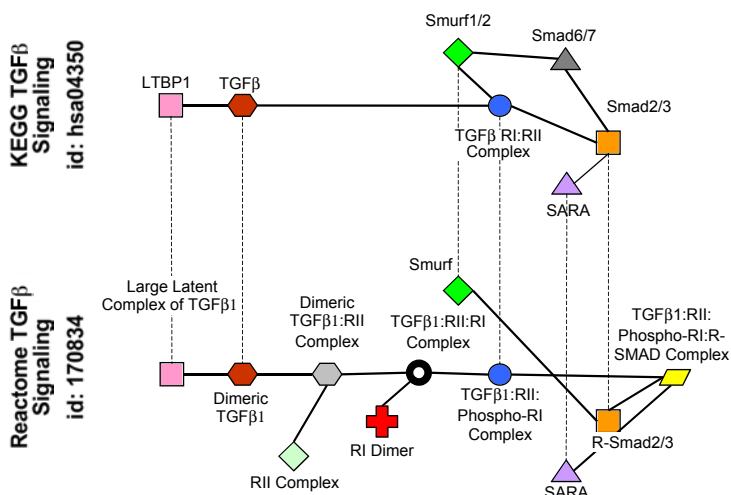 KEGG TGFβ
Signaling
id: hsa04350
Smurf1/2
Smad6/7
LTBP1
TGFβ
Smad2/3
TGFβ RI:RII
Complex
SARA
Reactome TGFβ
Signaling
id: 170834
Smurf
Large Latent
Complex of TGFβ1
Dimeric
TGFβ1:RII
Complex
TGFβ1:RII:RI
Complex
TGFβ1:RII:
Phospho-RI:R-
SMAD Complex
Dimeric
TGFβ1
TGFβ1:RII:
Phospho-RI
Complex
RI Dimer
R-Smad2/3
RII Complex
SARA